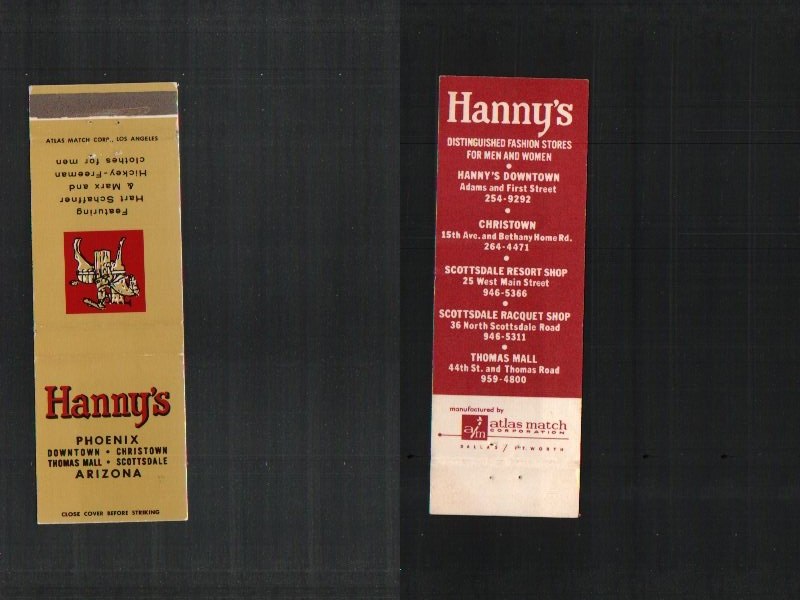 ATLAS MATCH CORP., LOS ANGELES
Featuring
Hart Schaffner
& Marx and
Hickey-Freeman
clothes for men
Hanny's
PHOENIX
DOWNTOWN • CHRISTOWN
THOMAS MALL • SCOTTSDALE
ARIZONA
CLOSE COVER BEFORE STRIKING
Hanny's
DISTINGUISHED FASHION STORES
FOR MEN AND WOMEN
HANNY'S DOWNTOWN
Adams and First Street
254-9292
CHRISTOWN
15th Ave. and Bethany Home Rd.
264-4471
SCOTTSDALE RESORT SHOP
25 West Main Street
946-5366
SCOTTSDALE RACQUET SHOP
36 North Scottsdale Road
946-5311
THOMAS MALL
44th St. and Thomas Road
959-4800
manufactured by
a/m atlas match
CORPORATION
DALLAS / FT. WORTH